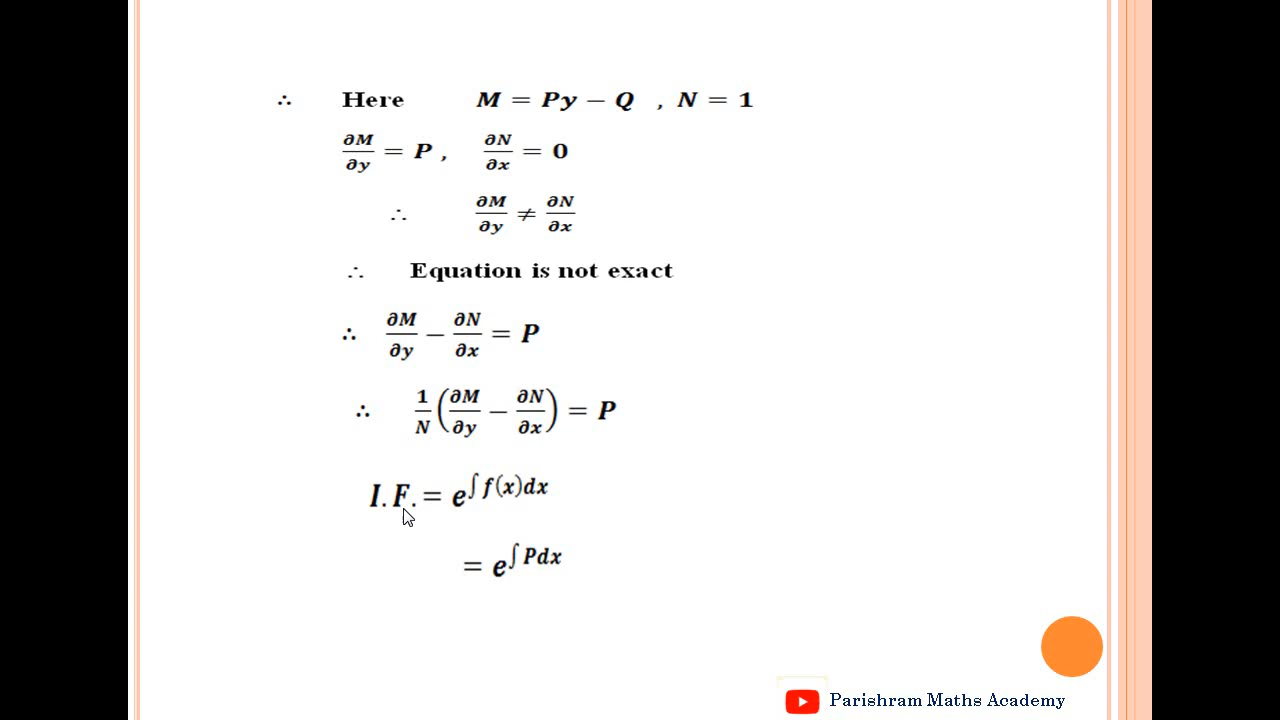 ∴ Here M = Py − Q , N = 1
∂M/∂y = P , ∂N/∂x = 0
∴ ∂M/∂y ≠ ∂N/∂x
∴ Equation is not exact
∴ ∂M/∂y − ∂N/∂x = P
∴ 1/N (∂M/∂y − ∂N/∂x) = P
I.F. = e^∫ f(x)dx
= e^∫ Pdx
Parishram Maths Academy